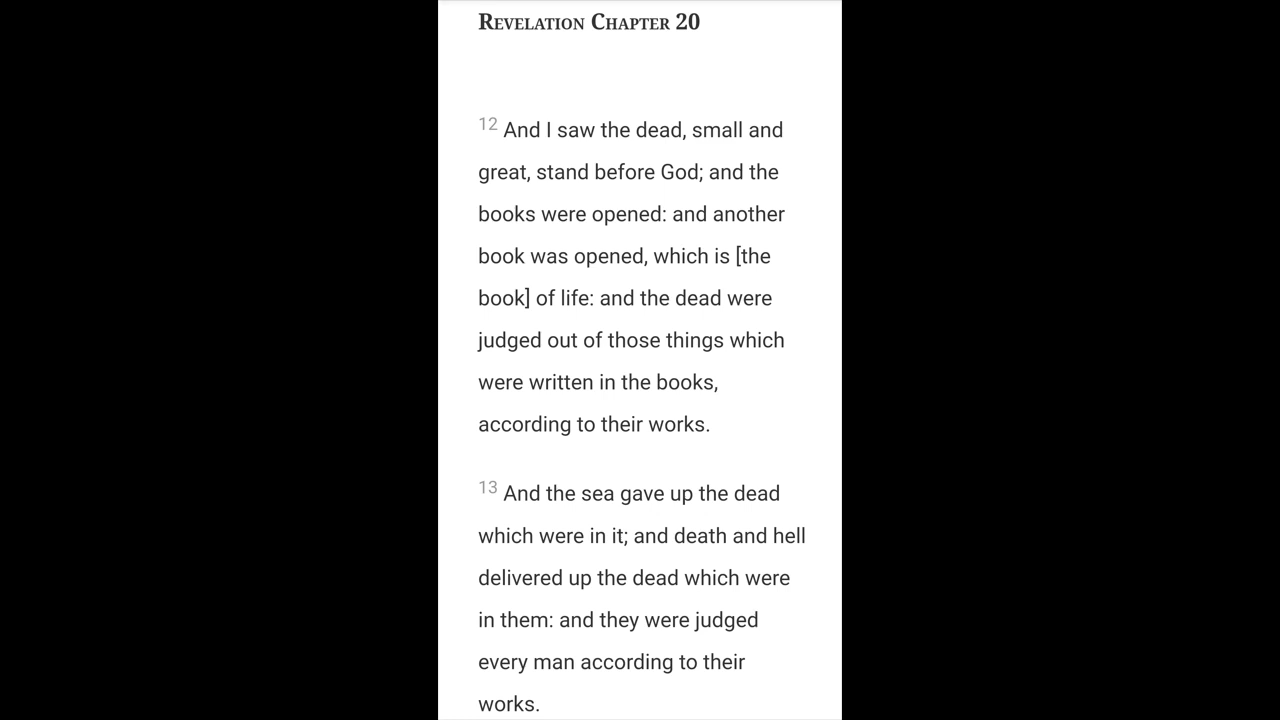 Revelation Chapter 20
12 And I saw the dead, small and
great, stand before God; and the
books were opened: and another
book was opened, which is [the
book] of life: and the dead were
judged out of those things which
were written in the books,
according to their works.
13 And the sea gave up the dead
which were in it; and death and hell
delivered up the dead which were
in them: and they were judged
every man according to their
works.